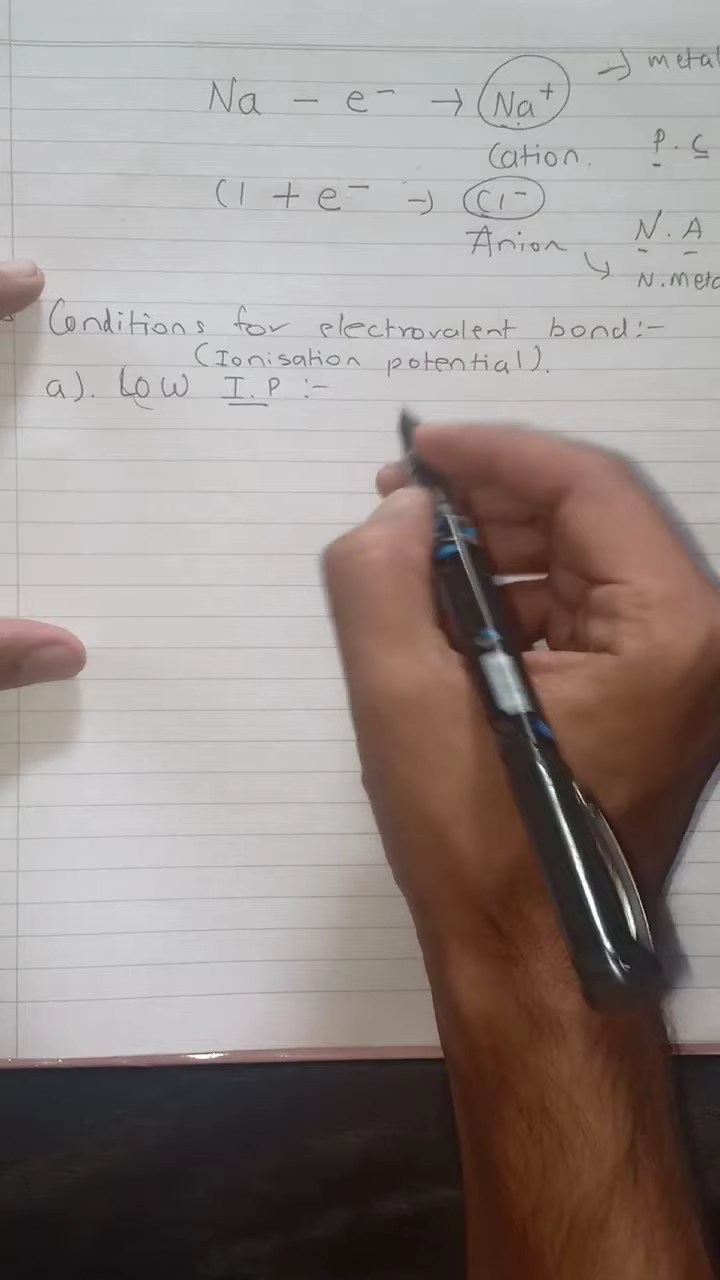 Na - e⁻ → Na⁺ → metal
Cation. P. C
Cl + e⁻ → Cl⁻
Anion N. A
↳ N.meta
Conditions for electrovalent bond:-
(Ionisation potential).
a). Low I.P :-